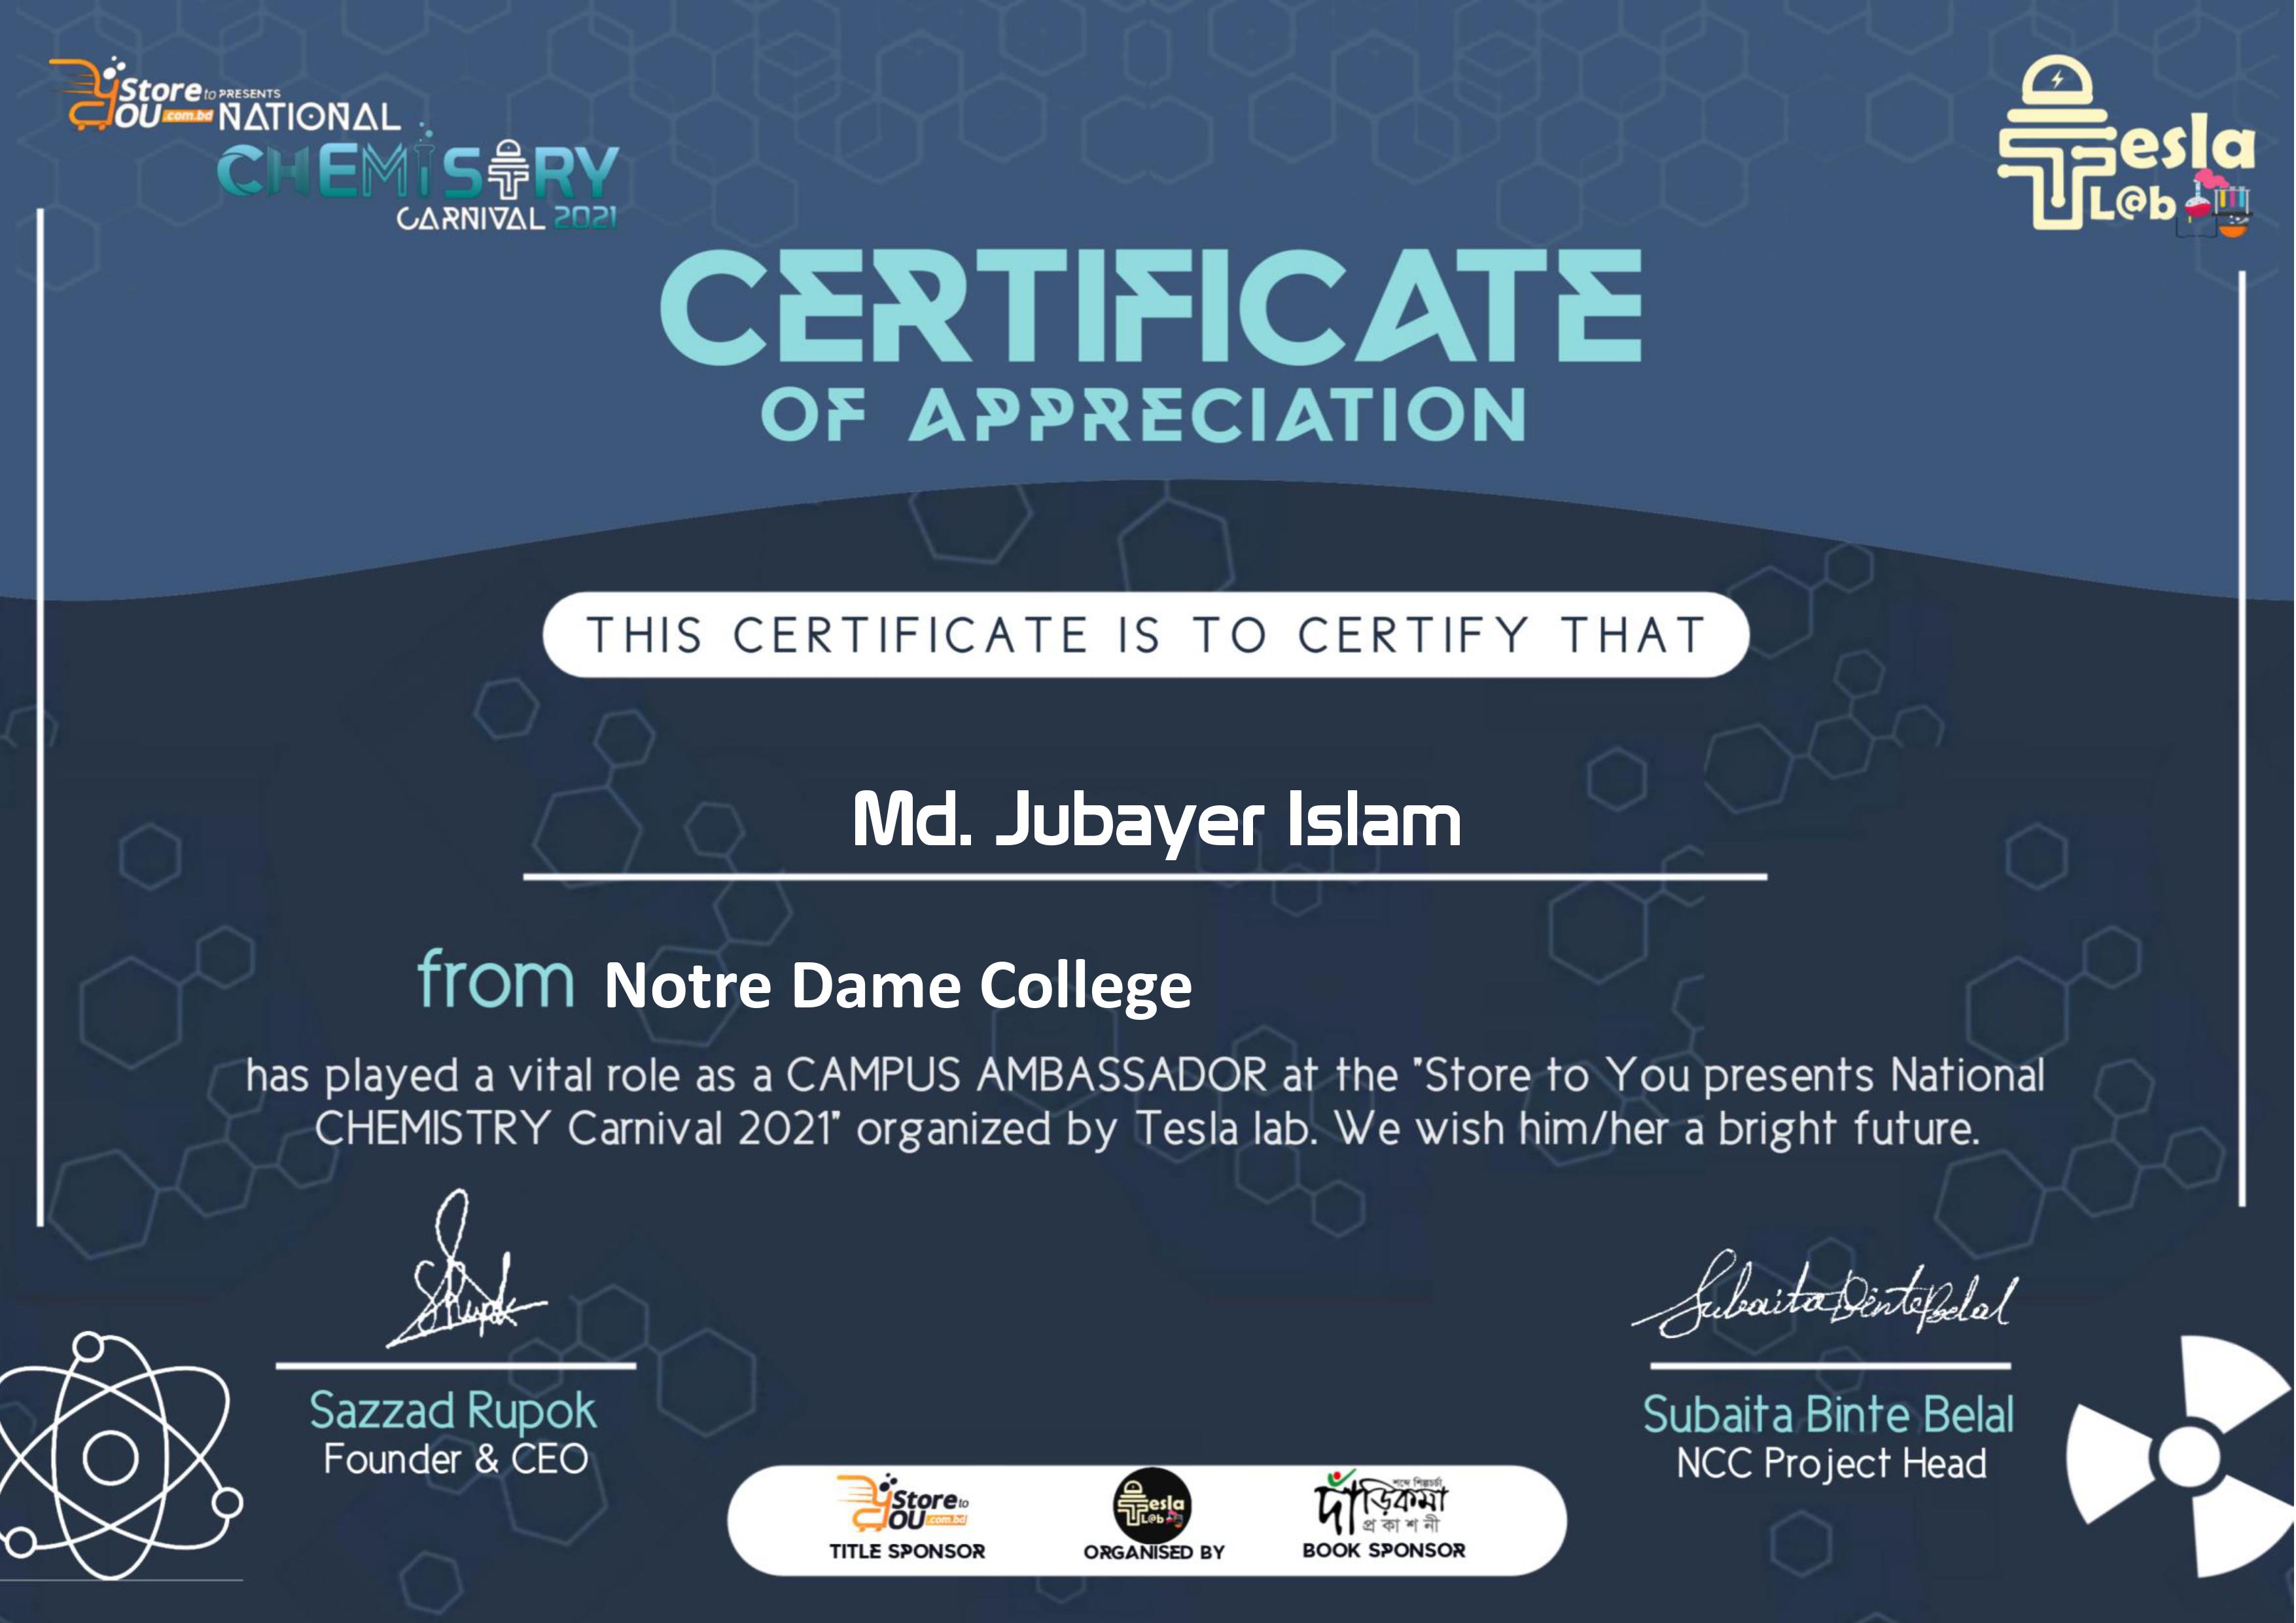 Store to
YOU .com.bd
PRESENTS
NATIONAL
CHEMISTRY
CARNIVAL 2021
Tesla
L@b
CERTIFICATE
OF APPRECIATION
THIS CERTIFICATE IS TO CERTIFY THAT
Md. Jubayer Islam
from Notre Dame College
has played a vital role as a CAMPUS AMBASSADOR at the "Store to You presents National
CHEMISTRY Carnival 2021" organized by Tesla lab. We wish him/her a bright future.
Subaita Binte Belal
Sazzad Rupok
Founder & CEO
Subaita Binte Belal
NCC Project Head
Store to
YOU .com.bd
TITLE SPONSOR
Tesla
L@b
ORGANISED BY
শব্দে শিল্পচর্চা
দাঁড়িকমা
প্রকাশনী
BOOK SPONSOR